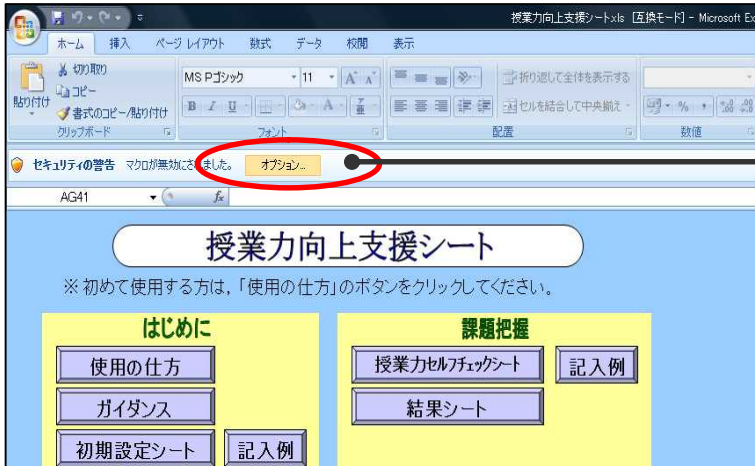 授業力向上支援シート.xls [互換モード] - Microsoft Ex
ホーム 挿入 ページ レイアウト 数式 データ 校閲 表示
切り取り
コピー
書式のコピー/貼り付け
貼り付け
クリップボード
MS Pゴシック 11
B I U
フォント
折り返して全体を表示する
セルを結合して中央揃え
配置
% ,
数値
セキュリティの警告 マクロが無効にされました。 オプション...
AG41 fx
授業力向上支援シート
※ 初めて使用する方は,「使用の仕方」のボタンをクリックしてください。
はじめに
使用の仕方
ガイダンス
初期設定シート 記入例
課題把握
授業力セルフチェックシート 記入例
結果シート